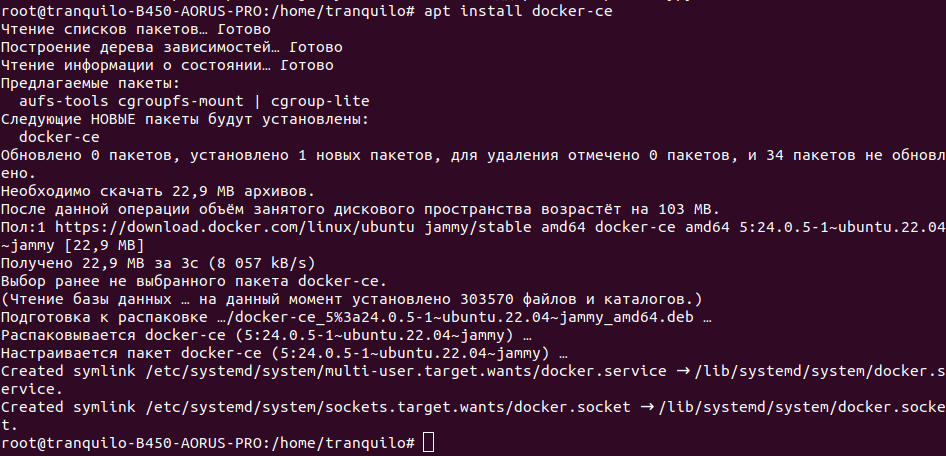 root@tranquilo-B450-AORUS-PRO:/home/tranquilo# apt install docker-ce
Чтение списков пакетов… Готово
Построение дерева зависимостей… Готово
Чтение информации о состоянии… Готово
Предлагаемые пакеты:
  aufs-tools cgroupfs-mount | cgroup-lite
Следующие НОВЫЕ пакеты будут установлены:
  docker-ce
Обновлено 0 пакетов, установлено 1 новых пакетов, для удаления отмечено 0 пакетов, и 34 пакетов не обновл
ено.
Необходимо скачать 22,9 MB архивов.
После данной операции объём занятого дискового пространства возрастёт на 103 MB.
Пол:1 https://download.docker.com/linux/ubuntu jammy/stable amd64 docker-ce amd64 5:24.0.5-1~ubuntu.22.04
~jammy [22,9 MB]
Получено 22,9 MB за 3с (8 057 kB/s)
Выбор ранее не выбранного пакета docker-ce.
(Чтение базы данных … на данный момент установлено 303570 файлов и каталогов.)
Подготовка к распаковке …/docker-ce_5%3a24.0.5-1~ubuntu.22.04~jammy_amd64.deb …
Распаковывается docker-ce (5:24.0.5-1~ubuntu.22.04~jammy) …
Настраивается пакет docker-ce (5:24.0.5-1~ubuntu.22.04~jammy) …
Created symlink /etc/systemd/system/multi-user.target.wants/docker.service → /lib/systemd/system/docker.s
ervice.
Created symlink /etc/systemd/system/sockets.target.wants/docker.socket → /lib/systemd/system/docker.socke
t.
root@tranquilo-B450-AORUS-PRO:/home/tranquilo#